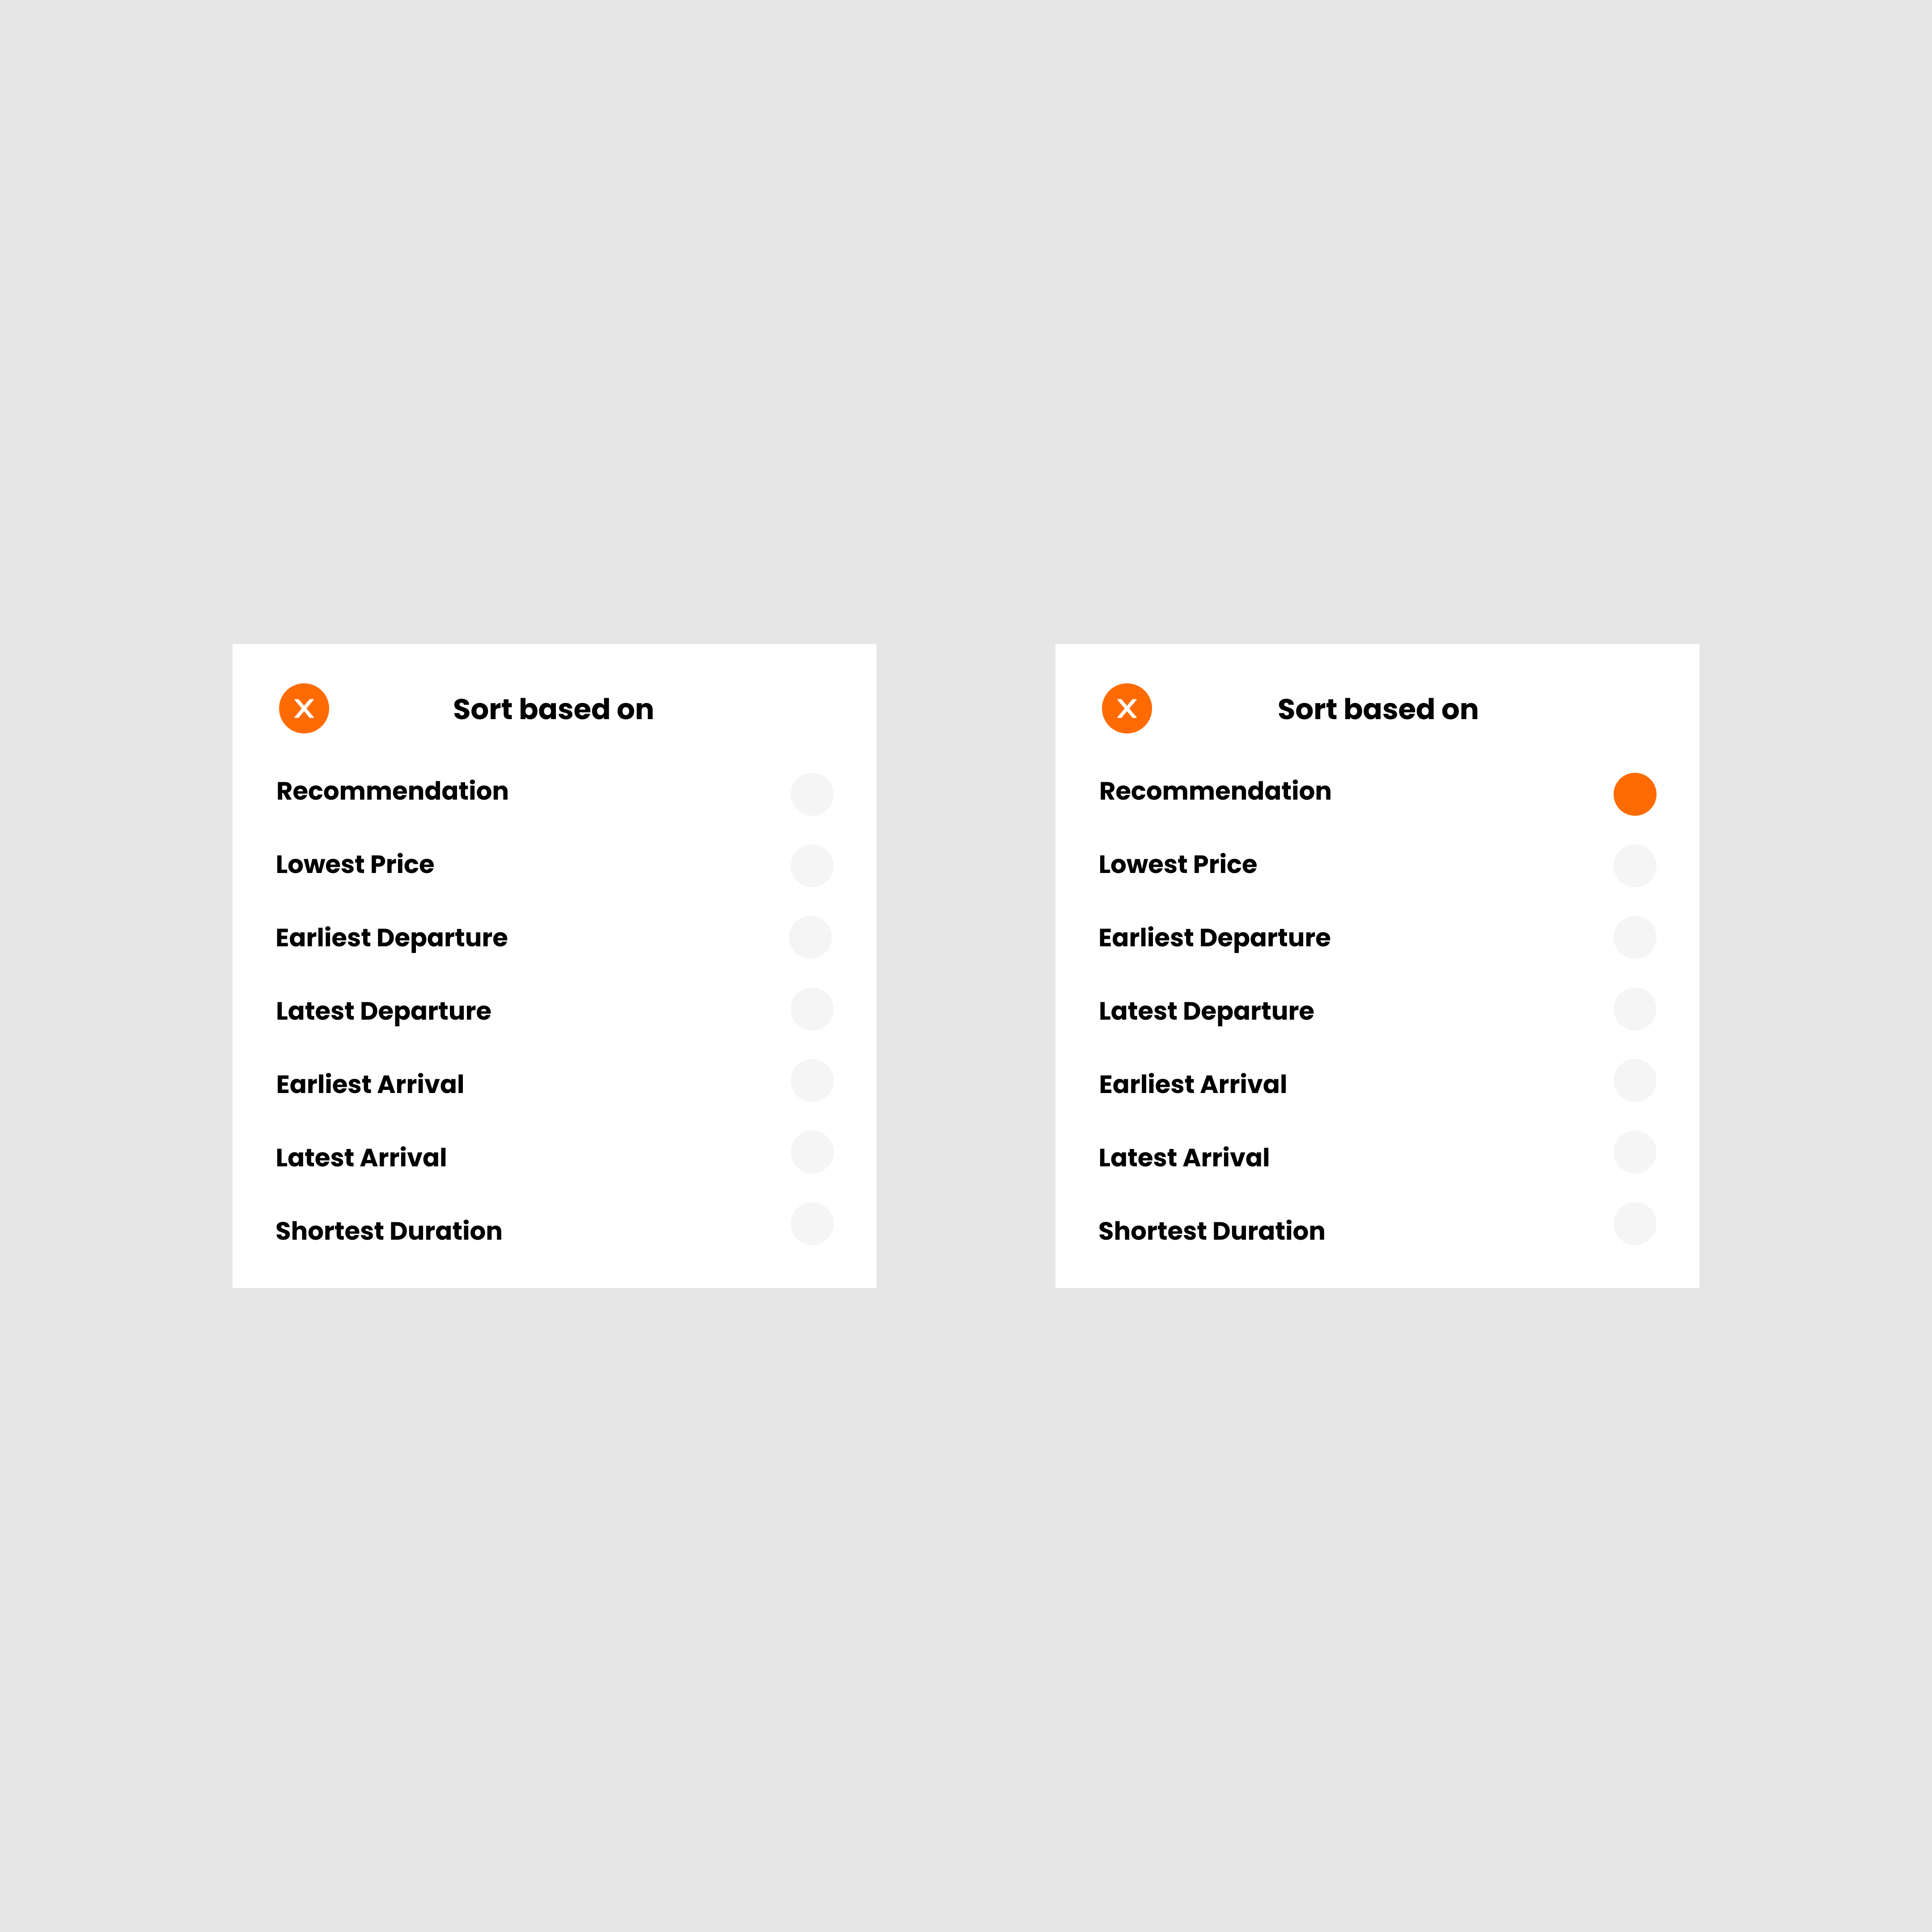 X
Sort based on
Recommendation
Lowest Price
Earliest Departure
Latest Departure
Earliest Arrival
Latest Arrival
Shortest Duration
X
Sort based on
Recommendation
Lowest Price
Earliest Departure
Latest Departure
Earliest Arrival
Latest Arrival
Shortest Duration